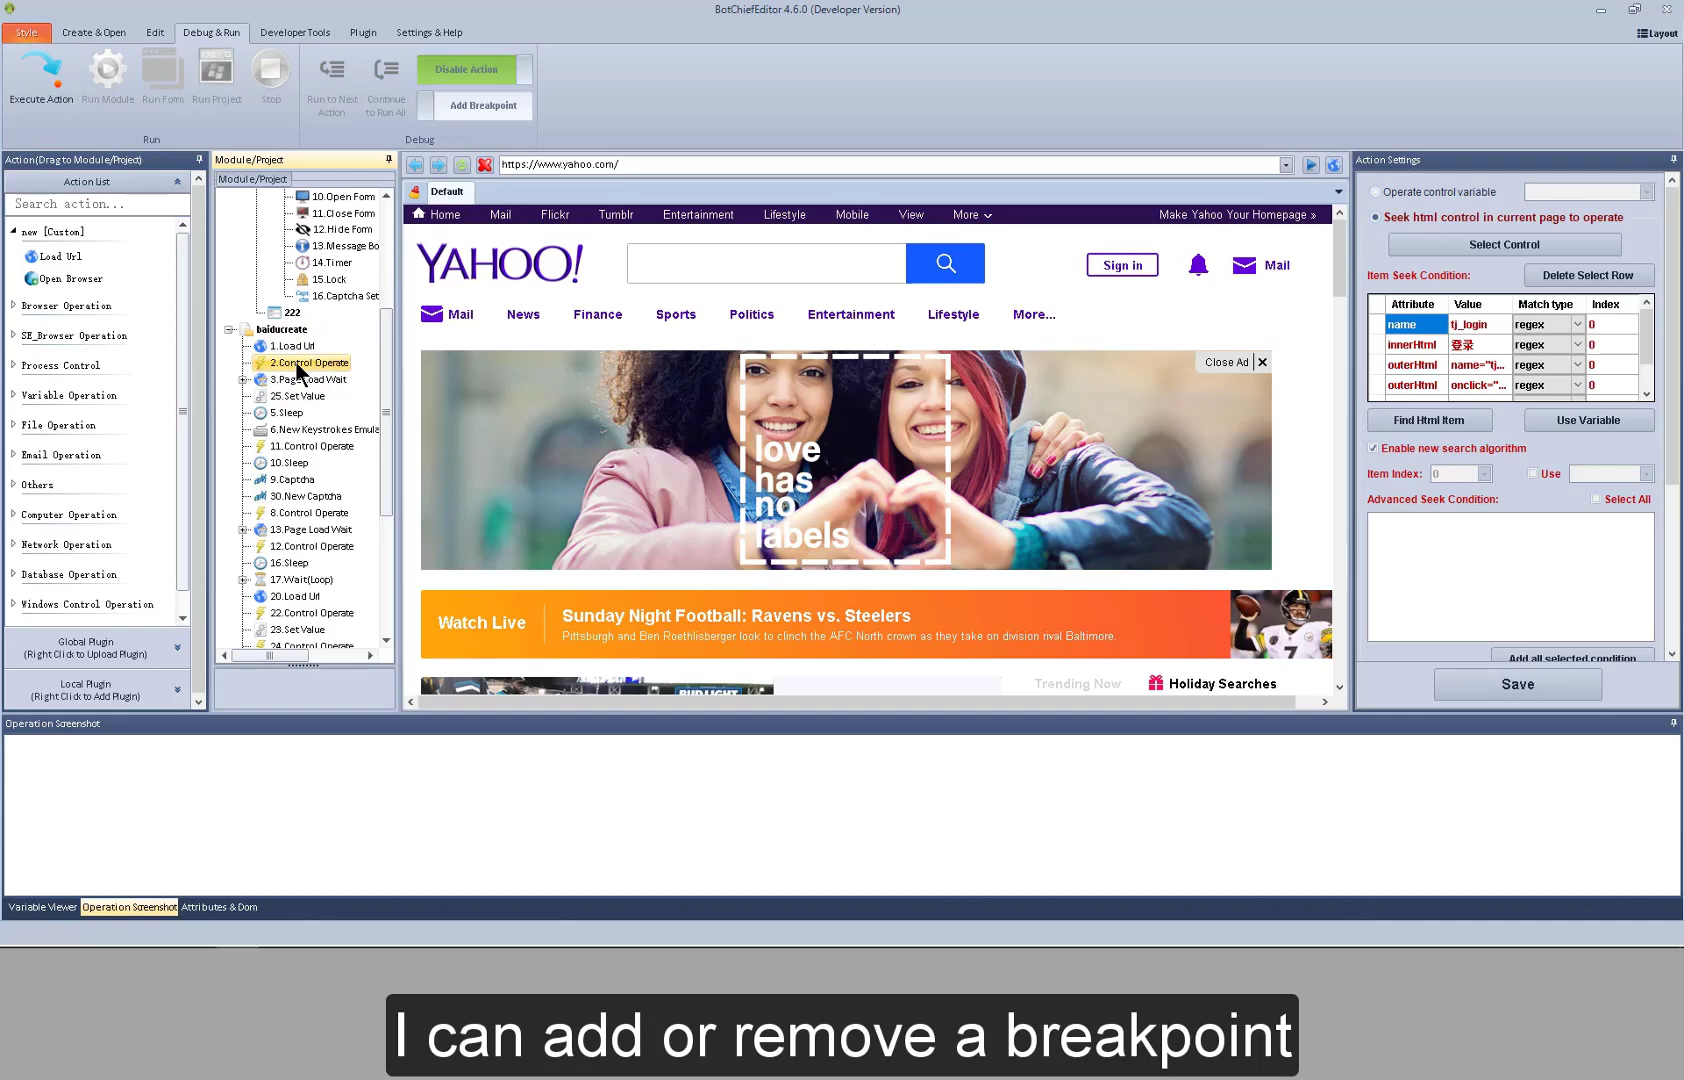 BotChiefEditor 4.6.0 (Developer Version)
Style
Create & Open
Edit
Debug & Run
Developer Tools
Plugin
Settings & Help
Layout
Execute Action
Run Module
Run Form
Run Project
Stop
Run to Next
Action
Continue
to Run All
Disable Action
Add Breakpoint
Run
Debug
Action(Drag to Module/Project)
Action List
Search action...
new [Custom]
Load Url
Open Browser
Browser Operation
SE_Browser Operation
Process Control
Variable Operation
File Operation
Email Operation
Others
Computer Operation
Network Operation
Database Operation
Windows Control Operation
Global Plugin
(Right Click to Upload Plugin)
Local Plugin
(Right Click to Add Plugin)
Module/Project
Module/Project
10.Open Form
11.Close Form
12.Hide Form
13.Message Bo
14.Timer
15.Lock
16.Captcha Set
222
baiducreate
1.Load Url
2.Control Operate
3.Page Load Wait
25.Set Value
5.Sleep
6.New Keystrokes Emula
11.Control Operate
10.Sleep
9.Captcha
30.New Captcha
8.Control Operate
13.Page Load Wait
12.Control Operate
16.Sleep
17.Wait(Loop)
20.Load Url
22.Control Operate
23.Set Value
24.Control Operate
https://www.yahoo.com/
Default
Home
Mail
Flickr
Tumblr
Entertainment
Lifestyle
Mobile
View
More
Make Yahoo Your Homepage »
YAHOO!
Sign in
Mail
Mail
News
Finance
Sports
Politics
Entertainment
Lifestyle
More...
Close Ad
love
has
no
labels
Watch Live
Sunday Night Football: Ravens vs. Steelers
Pittsburgh and Ben Roethlisberger look to clinch the AFC North crown as they take on division rival Baltimore.
BUD LIGHT
Trending Now
Holiday Searches
Action Settings
Operate control variable
Seek html control in current page to operate
Select Control
Item Seek Condition:
Delete Select Row
Attribute Value Match type Index
name tj_login regex 0
innerHtml 登录 regex 0
outerHtml name="tj... regex 0
outerHtml onclick="... regex 0
Find Html Item
Use Variable
Enable new search algorithm
Item Index: 0
Use
Advanced Seek Condition:
Select All
Add all selected condition
Save
Operation Screenshot
Variable Viewer
Operation Screenshot
Attributes & Dom
I can add or remove a breakpoint